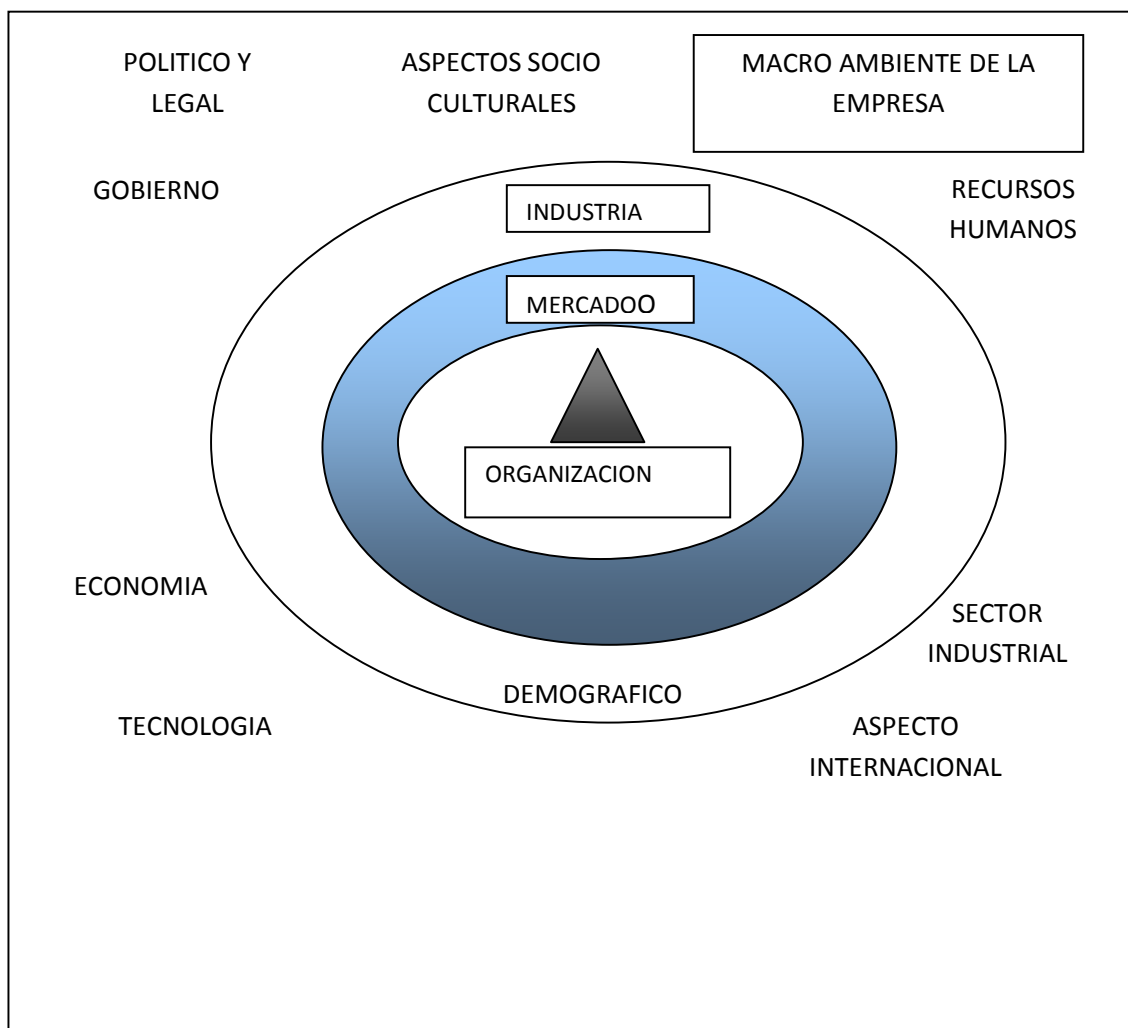 POLITICO Y
LEGAL
ASPECTOS SOCIO
CULTURALES
MACRO AMBIENTE DE LA
EMPRESA
GOBIERNO
INDUSTRIA
RECURSOS
HUMANOS
MERCADOO
ORGANIZACION
ECONOMIA
SECTOR
INDUSTRIAL
DEMOGRAFICO
TECNOLOGIA
ASPECTO
INTERNACIONAL